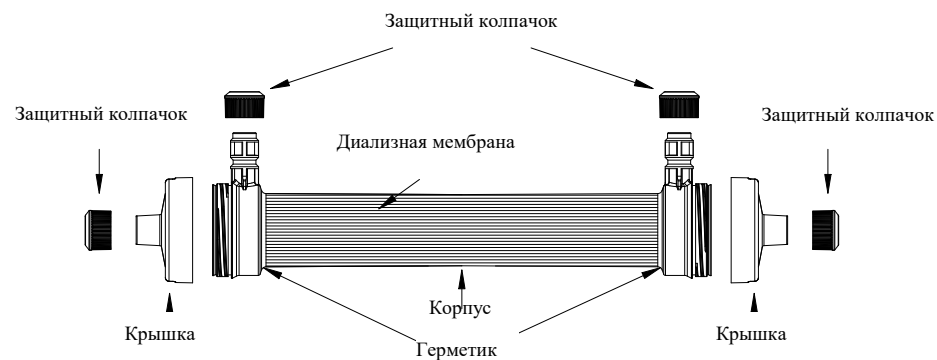 Защитный колпачок
Защитный колпачок
Защитный колпачок
Диализная мембрана
Корпус
Крышка
Крышка
Герметик